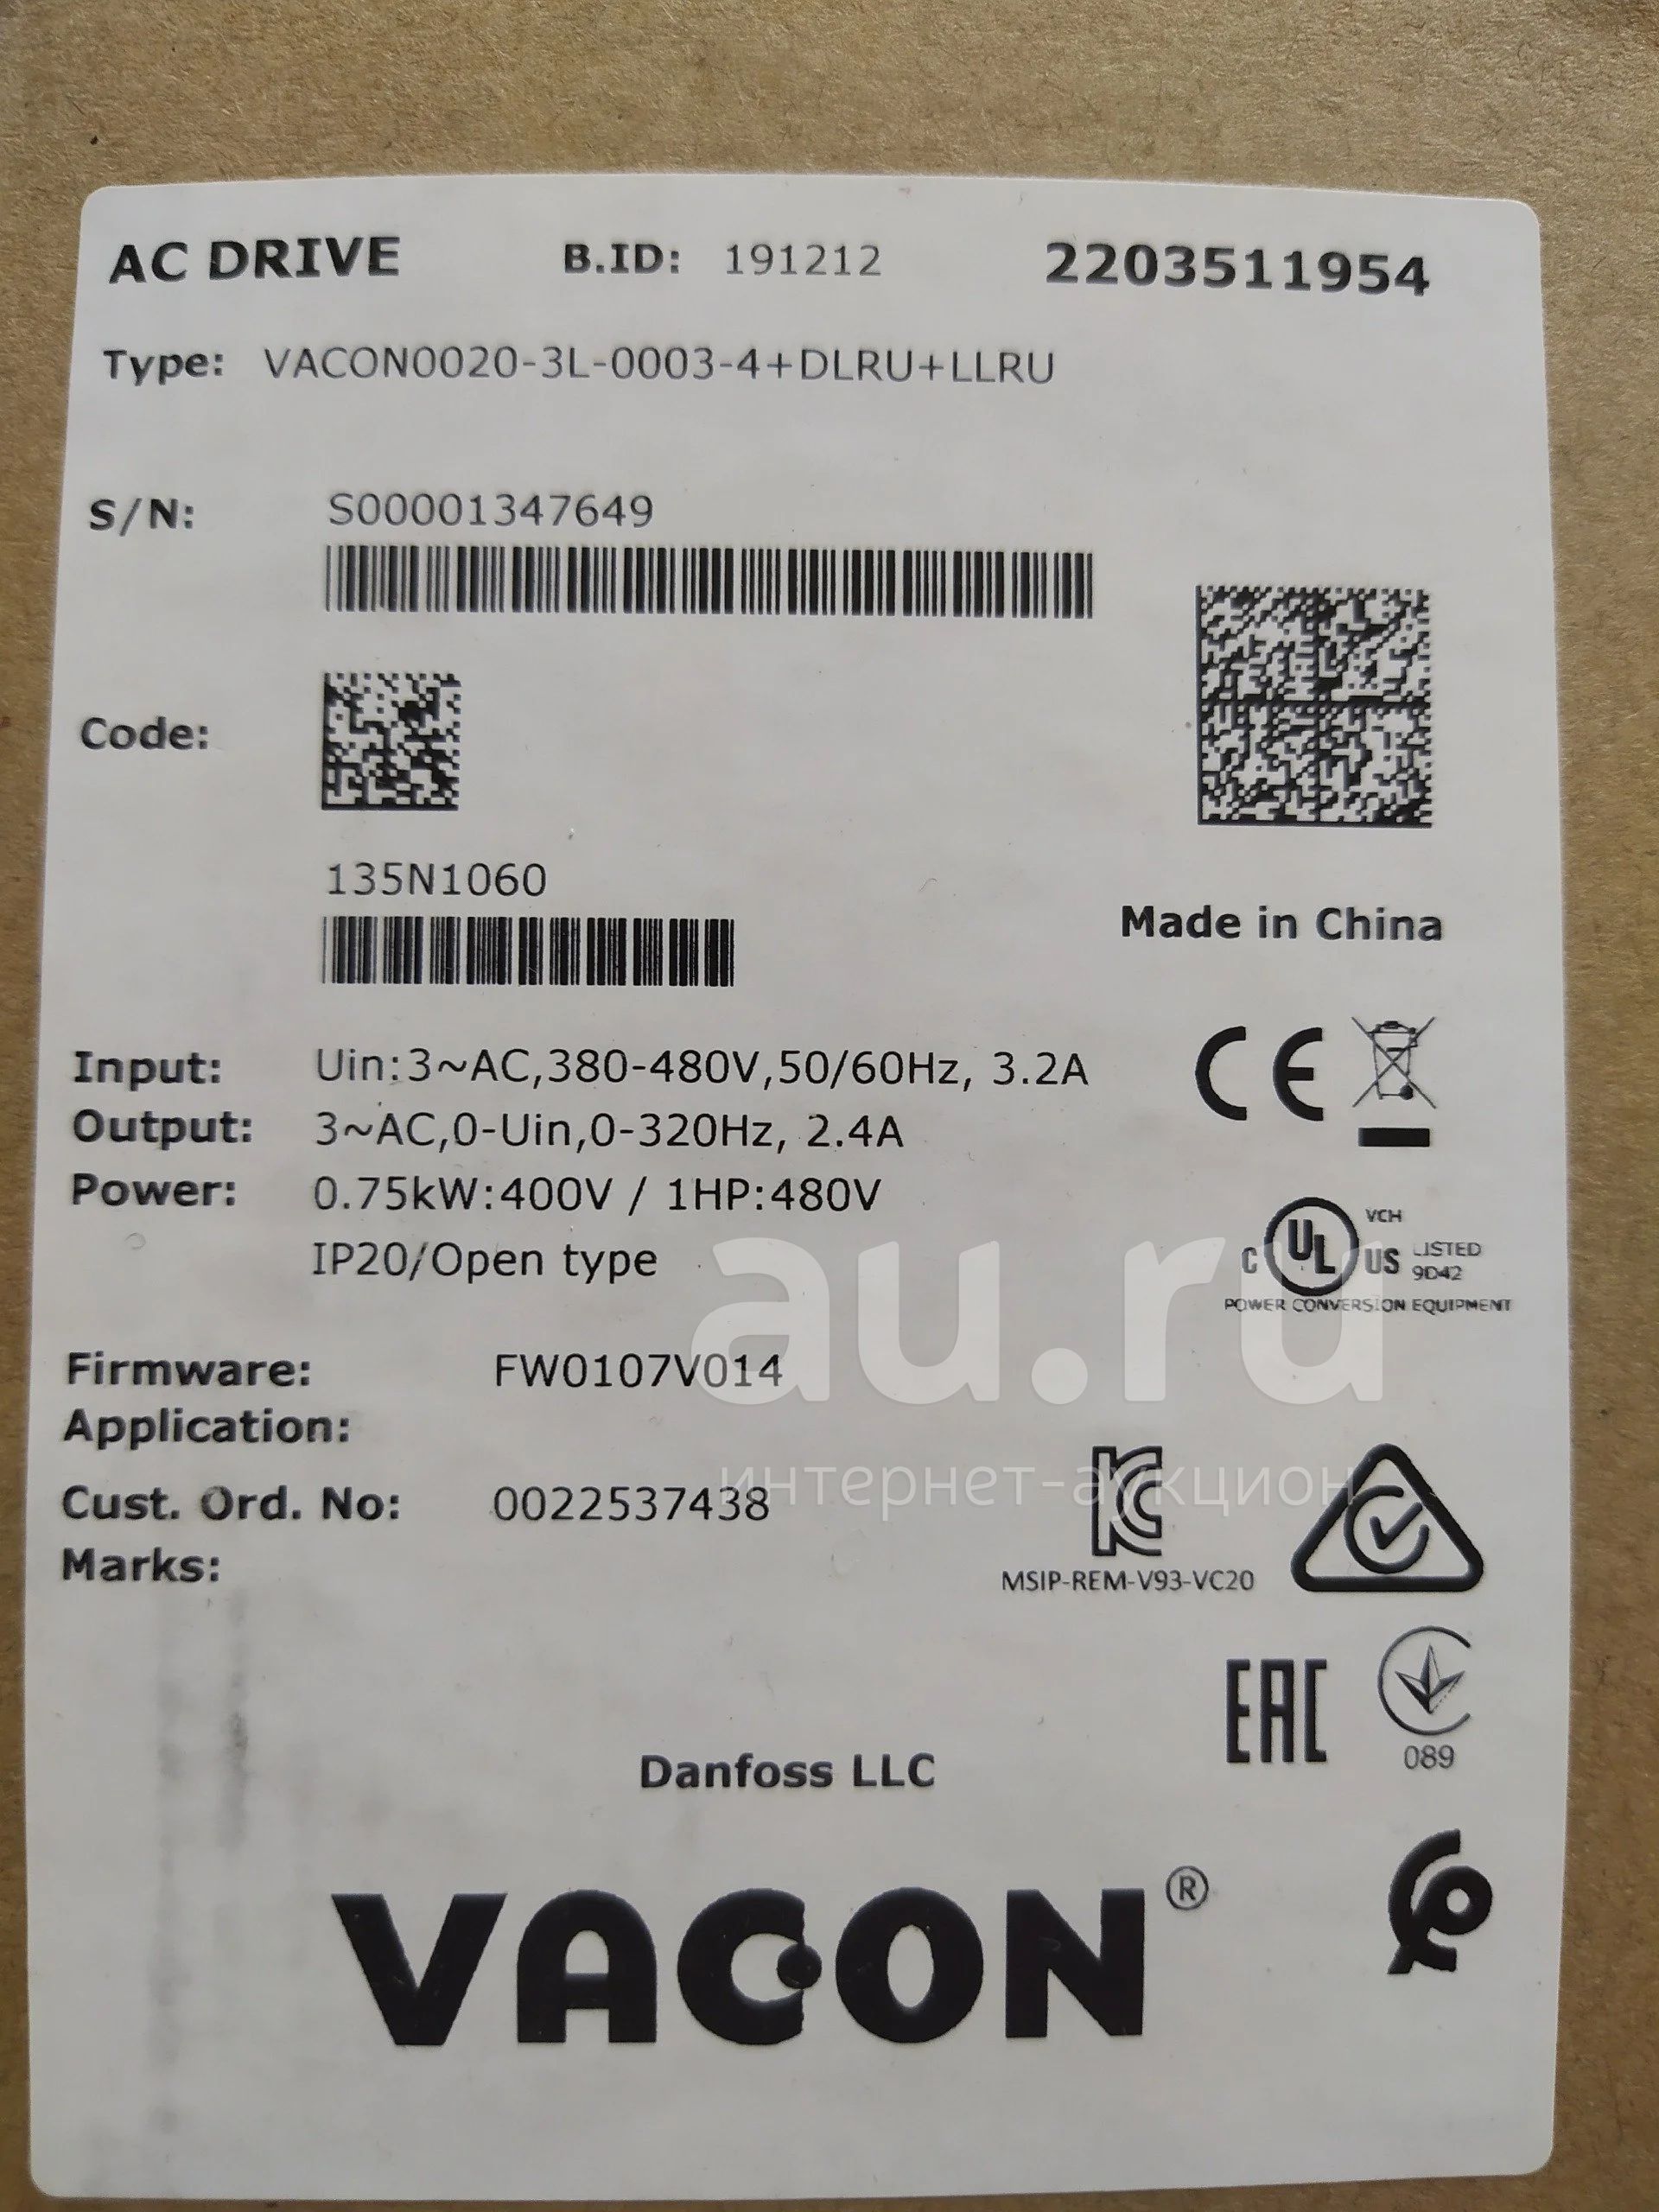 AC DRIVE B.ID: 191212 2203511954
Type: VACON0020-3L-0003-4+DLRU+LLRU
S/N: S00001347649
Code:
135N1060
Made in China
Input: Uin:3~AC,380-480V,50/60Hz, 3.2A
Output: 3~AC,0-Uin,0-320Hz, 2.4A
Power: 0.75kW:400V / 1HP:480V
IP20/Open type
CE
C UL US VCH LISTED 9D42
POWER CONVERSION EQUIPMENT
au.ru
интернет-аукцион
Firmware: FW0107V014
Application:
Cust. Ord. No: 0022537438
Marks:
MSIP-REM-V93-VC20
EAC
089
Danfoss LLC
VACON®